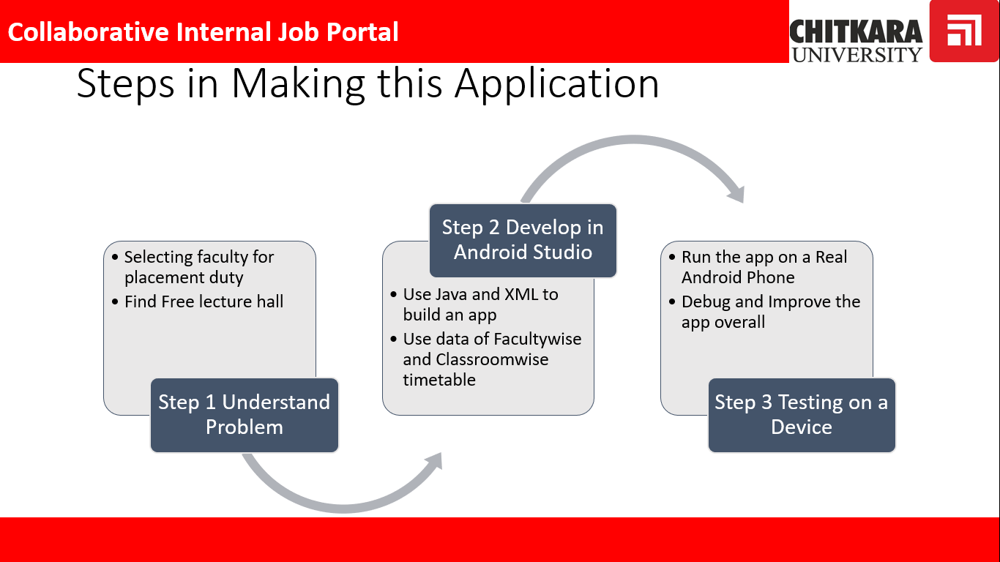 Collaborative Internal Job Portal
CHITKARA
UNIVERSITY
Steps in Making this Application
• Selecting faculty for
placement duty
• Find Free lecture hall
Step 1 Understand
Problem
Step 2 Develop in
Android Studio
• Use Java and XML to
build an app
• Use data of Facultywise
and Classroomwise
timetable
• Run the app on a Real
Android Phone
• Debug and Improve the
app overall
Step 3 Testing on a
Device